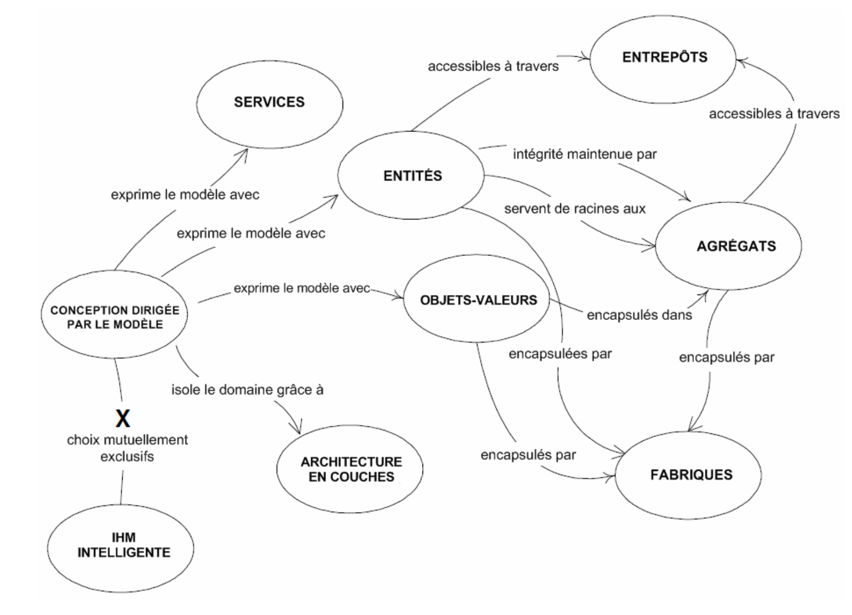 ENTREPÔTS
accessibles à travers
SERVICES
accessibles à travers
intégrité maintenue par
ENTITÉS
exprime le modèle avec
servent de racines aux
exprime le modèle avec
AGRÉGATS
exprime le modèle avec
OBJETS-VALEURS
CONCEPTION DIRIGÉE
PAR LE MODÈLE
encapsulés dans
encapsulées par
encapsulés par
isole le domaine grâce à
X
choix mutuellement
exclusifs
encapsulés par
ARCHITECTURE
EN COUCHES
FABRIQUES
IHM
INTELLIGENTE